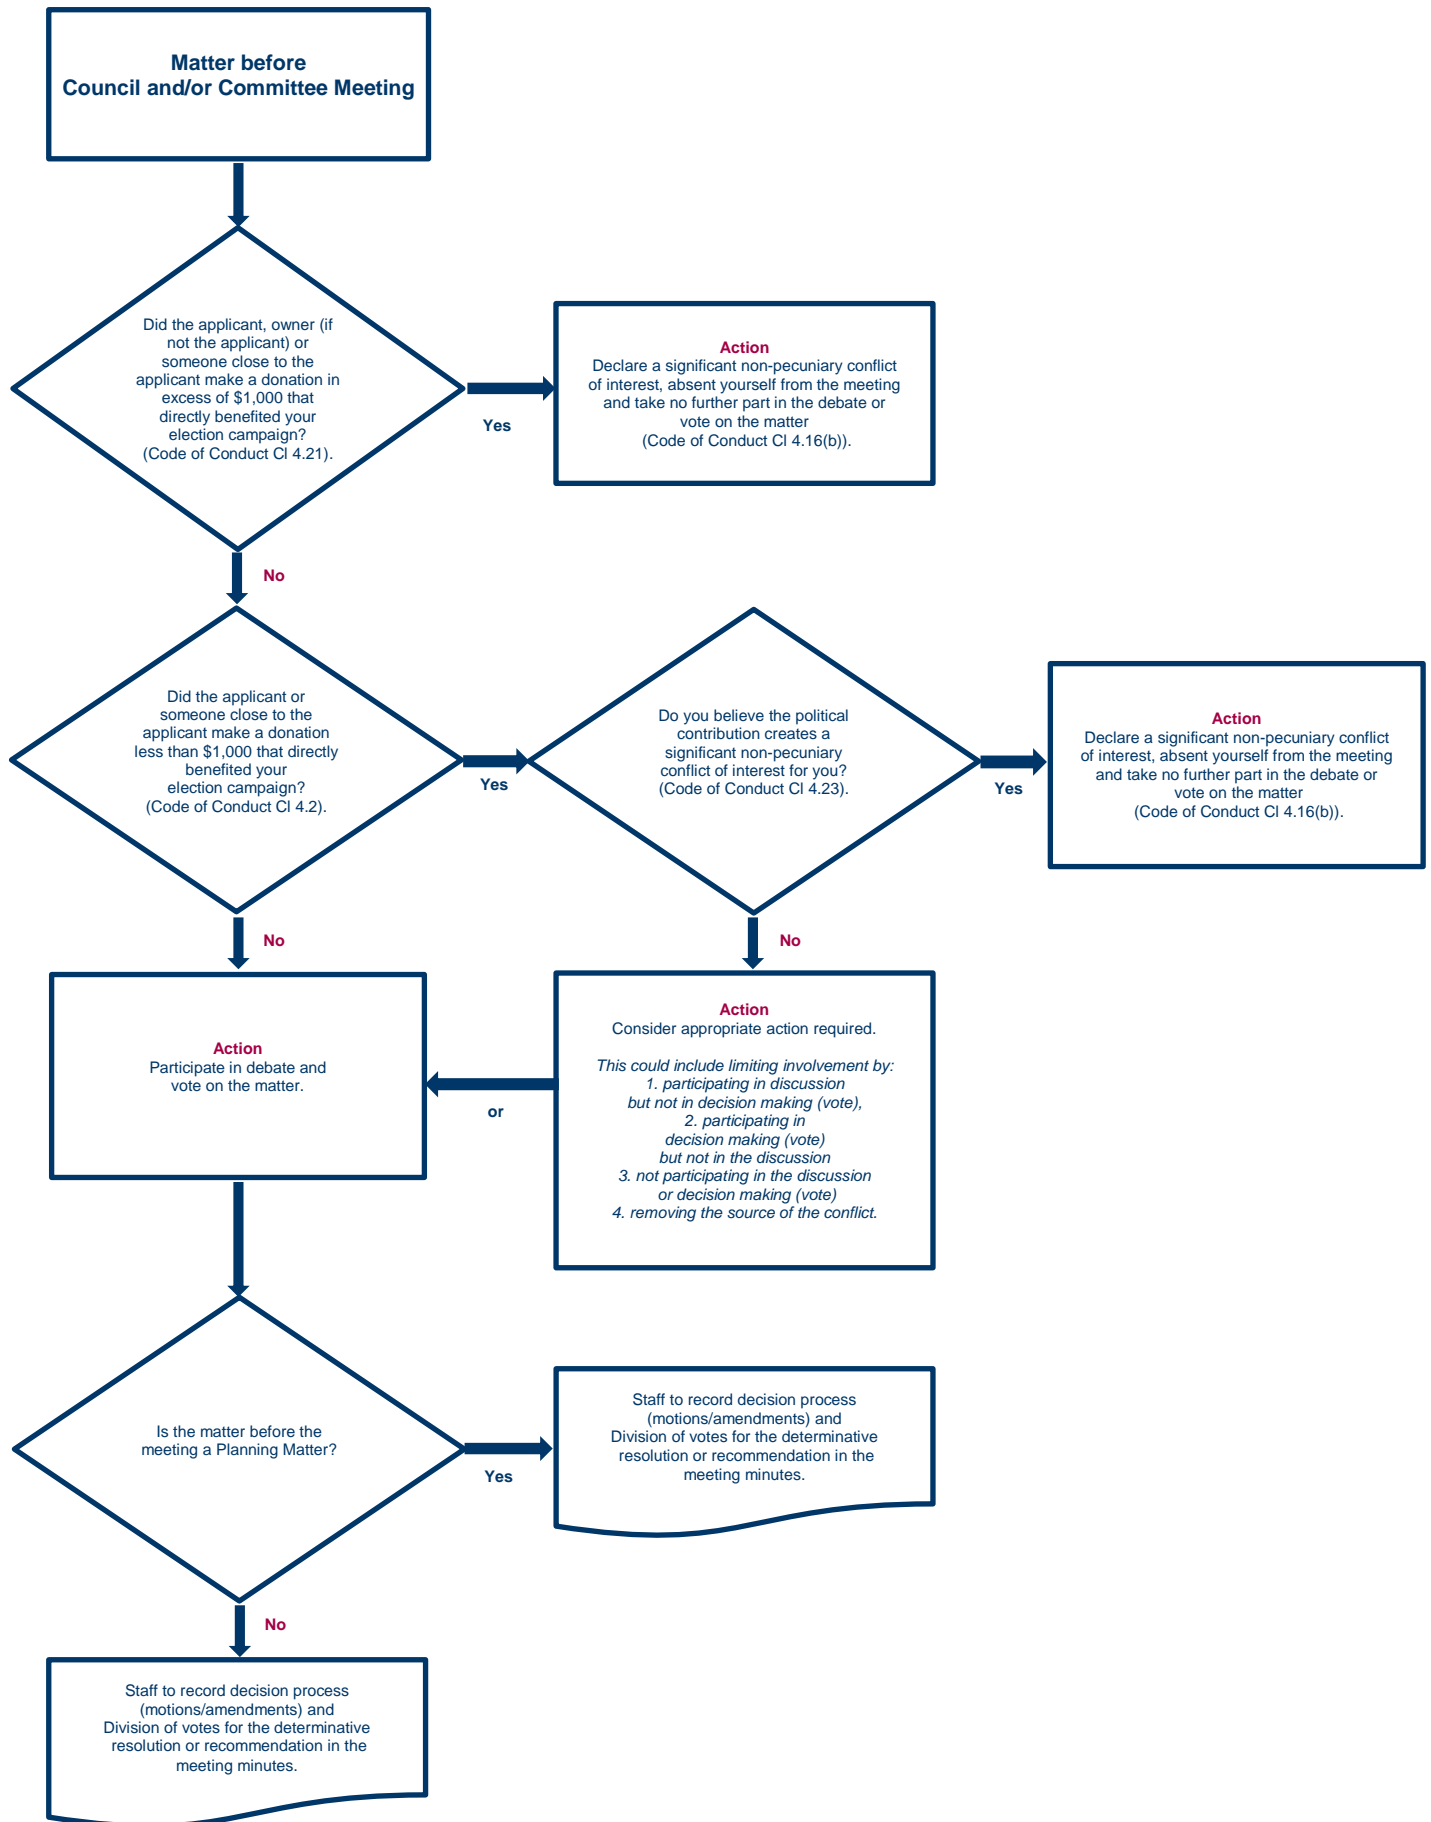 Matter before
Council and/or Committee Meeting
Did the applicant, owner (if
not the applicant) or
someone close to the
applicant make a donation in
excess of $1,000 that
directly benefited your
election campaign?
(Code of Conduct Cl 4.21).
Yes
Action
Declare a significant non-pecuniary conflict
of interest, absent yourself from the meeting
and take no further part in the debate or
vote on the matter
(Code of Conduct Cl 4.16(b)).
No
Did the applicant or
someone close to the
applicant make a donation
less than $1,000 that directly
benefited your
election campaign?
(Code of Conduct Cl 4.2).
Yes
Do you believe the political
contribution creates a
significant non-pecuniary
conflict of interest for you?
(Code of Conduct Cl 4.23).
Yes
Action
Declare a significant non-pecuniary conflict
of interest, absent yourself from the meeting
and take no further part in the debate or
vote on the matter
(Code of Conduct Cl 4.16(b)).
No
No
Action
Participate in debate and
vote on the matter.
or
Action
Consider appropriate action required.
This could include limiting involvement by:
1. participating in discussion
but not in decision making (vote),
2. participating in
decision making (vote)
but not in the discussion
3. not participating in the discussion
or decision making (vote)
4. removing the source of the conflict.
Is the matter before the
meeting a Planning Matter?
Yes
Staff to record decision process
(motions/amendments) and
Division of votes for the determinative
resolution or recommendation in the
meeting minutes.
No
Staff to record decision process
(motions/amendments) and
Division of votes for the determinative
resolution or recommendation in the
meeting minutes.